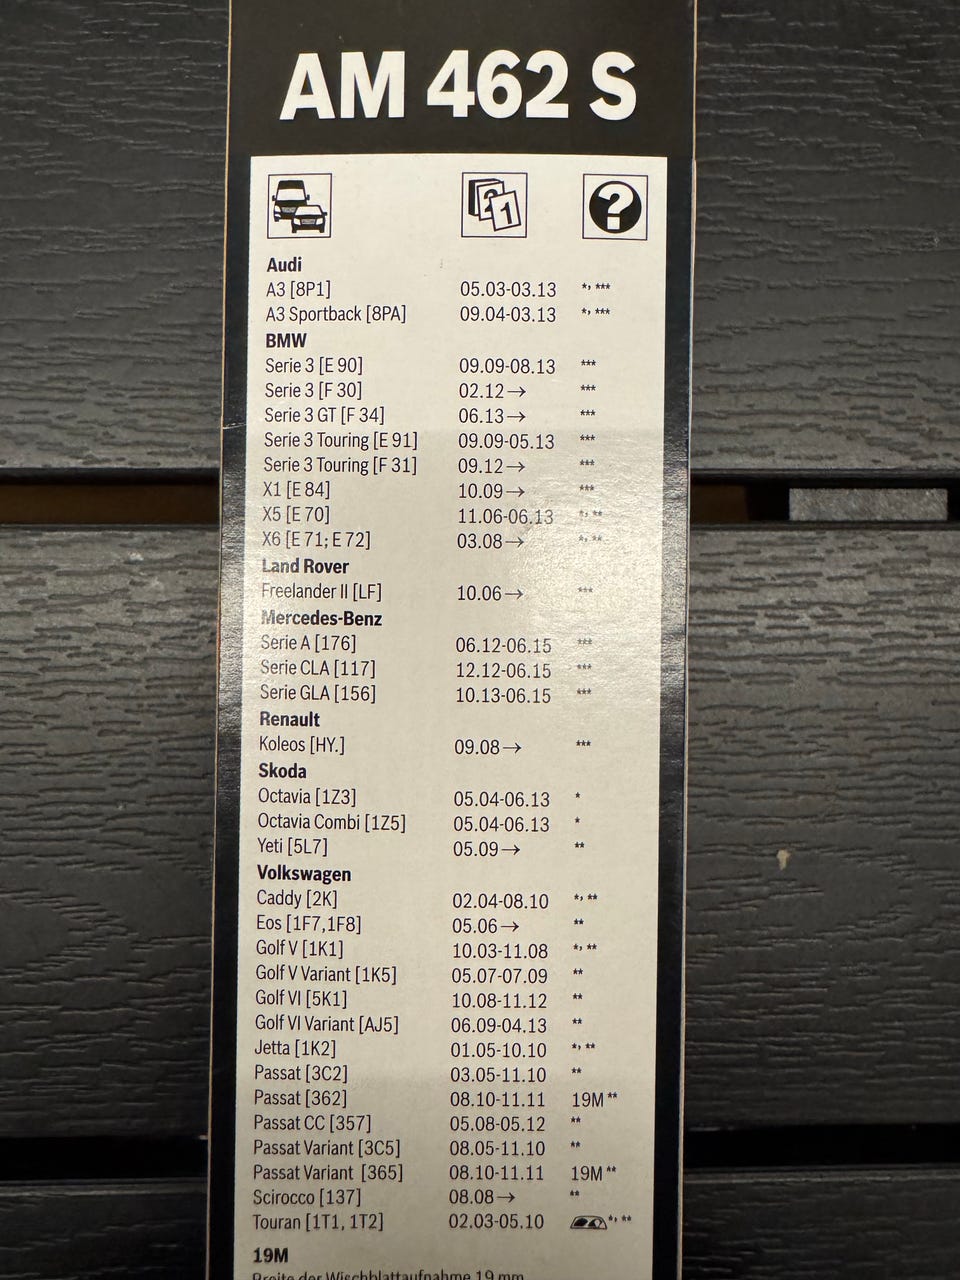 AM 462 S
Audi
A3 [8P1] 05.03-03.13 *, ***
A3 Sportback [8PA] 09.04-03.13 *, ***
BMW
Serie 3 [E 90] 09.09-08.13 ***
Serie 3 [F 30] 02.12→ ***
Serie 3 GT [F 34] 06.13→ ***
Serie 3 Touring [E 91] 09.09-05.13 ***
Serie 3 Touring [F 31] 09.12→ ***
X1 [E 84] 10.09→ ***
X5 [E 70] 11.06-06.13 *, **
X6 [E 71; E 72] 03.08→ *, **
Land Rover
Freelander II [LF] 10.06→ ***
Mercedes-Benz
Serie A [176] 06.12-06.15 ***
Serie CLA [117] 12.12-06.15 ***
Serie GLA [156] 10.13-06.15 ***
Renault
Koleos [HY.] 09.08→ ***
Skoda
Octavia [1Z3] 05.04-06.13 *
Octavia Combi [1Z5] 05.04-06.13 *
Yeti [5L7] 05.09→ **
Volkswagen
Caddy [2K] 02.04-08.10 *, **
Eos [1F7,1F8] 05.06→ **
Golf V [1K1] 10.03-11.08 *, **
Golf V Variant [1K5] 05.07-07.09 **
Golf VI [5K1] 10.08-11.12 **
Golf VI Variant [AJ5] 06.09-04.13 **
Jetta [1K2] 01.05-10.10 *, **
Passat [3C2] 03.05-11.10 **
Passat [362] 08.10-11.11 19M **
Passat CC [357] 05.08-05.12 **
Passat Variant [3C5] 08.05-11.10 **
Passat Variant [365] 08.10-11.11 19M **
Scirocco [137] 08.08→ **
Touran [1T1, 1T2] 02.03-05.10 *, **
19M
Breite der Wischblattaufnahme 19 mm